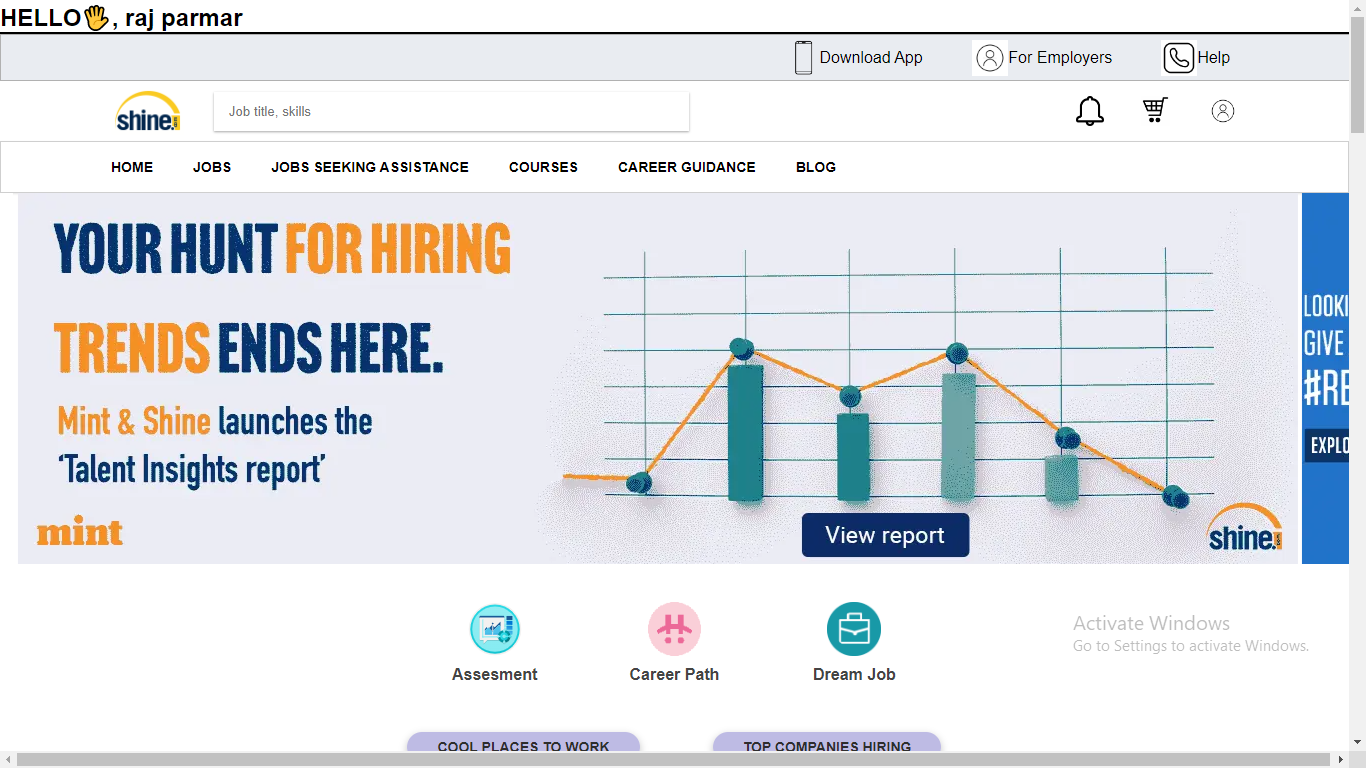 HELLO🖐, raj parmar
Download App
For Employers
Help
shine.com
Job title, skills
HOME
JOBS
JOBS SEEKING ASSISTANCE
COURSES
CAREER GUIDANCE
BLOG
YOUR HUNT FOR HIRING
TRENDS ENDS HERE.
Mint & Shine launches the
‘Talent Insights report’
mint
View report
shine.com
LOOKI
GIVE
#RE
EXPLO
Assesment
Career Path
Dream Job
Activate Windows
Go to Settings to activate Windows.
COOL PLACES TO WORK
TOP COMPANIES HIRING